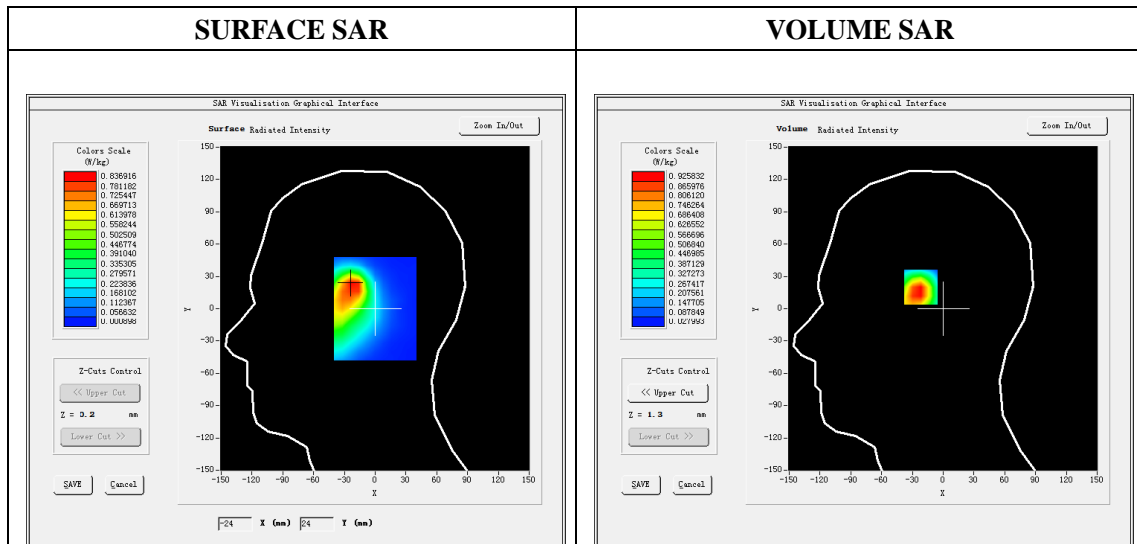 SURFACE SAR
VOLUME SAR
SAR Visualisation Graphical Interface
Surface Radiated Intensity
Zoom In/Out
Colors Scale
(W/kg)
0.836916
0.781182
0.725447
0.669713
0.613978
0.558244
0.502509
0.446774
0.391040
0.335305
0.279571
0.223836
0.168102
0.112367
0.056632
0.000898
Z-Cuts Control
<< Upper Cut
Z = 0.2 mm
Lower Cut >>
SAVE
Cancel
150
120
90
60
30
0
-30
-60
-90
-120
-150
Y
-150 -120 -90 -60 -30 0 30 60 90 120 150
X
-24 X (mm) 24 Y (mm)
SAR Visualisation Graphical Interface
Volume Radiated Intensity
Zoom In/Out
Colors Scale
(W/kg)
0.925832
0.865976
0.806120
0.746264
0.686408
0.626552
0.566696
0.506840
0.446985
0.387129
0.327273
0.267417
0.207561
0.147705
0.087849
0.027993
Z-Cuts Control
<< Upper Cut
Z = 1.3 mm
Lower Cut >>
SAVE
Cancel
150
120
90
60
30
0
-30
-60
-90
-120
-150
Y
-150 -120 -90 -60 -30 0 30 60 90 120 150
X